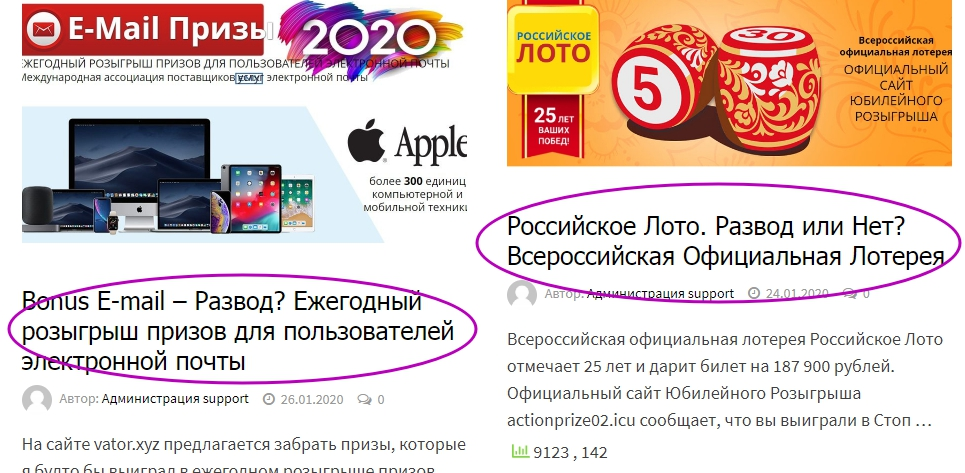 E-Mail Призы
2020
ЖЕГОДНЫЙ РОЗЫГРЫШ ПРИЗОВ ДЛЯ ПОЛЬЗОВАТЕЛЕЙ ЭЛЕКТРОННОЙ ПОЧТЫ
Международная ассоциация поставщиков услуг электронной почты
Apple
более 300 единиц
компьютерной и
мобильной техники
Bonus E-mail – Развод? Ежегодный
розыгрыш призов для пользователей
электронной почты
Автор: Администрация support 26.01.2020 0
На сайте vator.xyz предлагается забрать призы, которые
я будто бы выиграл в ежегодном розыгрыше призов
РОССИЙСКОЕ
ЛОТО
25 ЛЕТ
ВАШИХ
ПОБЕД!
5
30
Всероссийская
официальная лотерея
ОФИЦИАЛЬНЫЙ
САЙТ
ЮБИЛЕЙНОГО
РОЗЫГРЫША
Российское Лото. Развод или Нет?
Всероссийская Официальная Лотерея
Автор: Администрация support 24.01.2020 0
Всероссийская официальная лотерея Российское Лото
отмечает 25 лет и дарит билет на 187 900 рублей.
Официальный сайт Юбилейного Розыгрыша
actionprize02.icu сообщает, что вы выиграли в Стоп …
9123 , 142